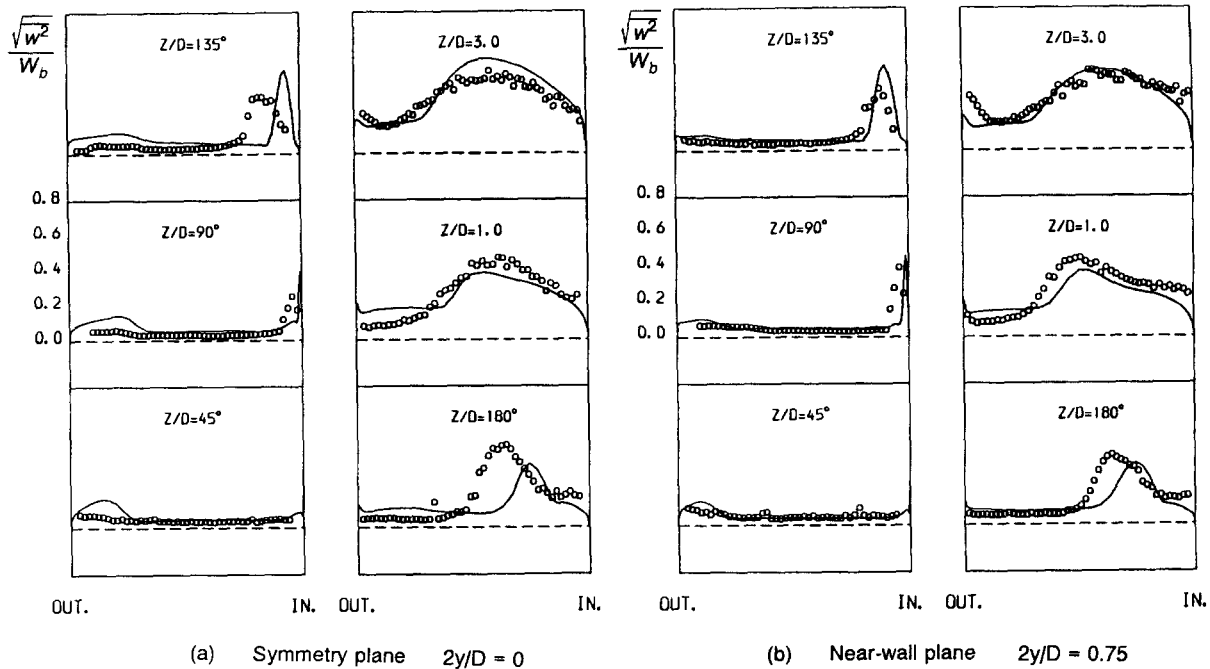 √w²
W_b
Z/D=135°
Z/D=3.0
0.8
0.6
0.4
0.2
0.0
Z/D=90°
Z/D=1.0
Z/D=45°
Z/D=180°
OUT. IN. OUT. IN.
(a) Symmetry plane 2y/D = 0
√w²
W_b
Z/D=135°
Z/D=3.0
0.8
0.6
0.4
0.2
0.0
Z/D=90°
Z/D=1.0
Z/D=45°
Z/D=180°
OUT. IN. OUT. IN.
(b) Near-wall plane 2y/D = 0.75